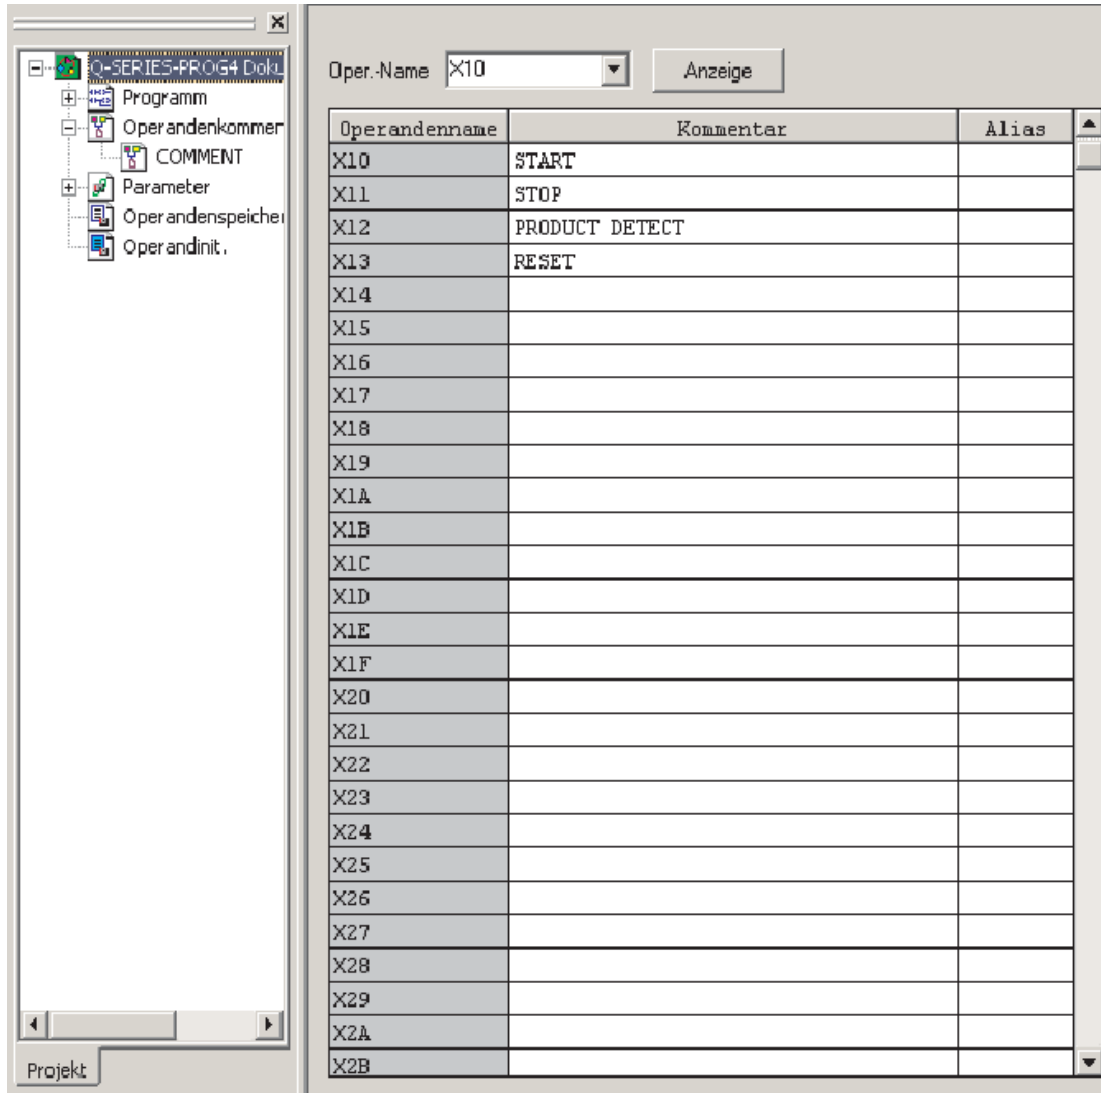 Q-SERIES-PROG4 Doku
Programm
Operandenkommen
COMMENT
Parameter
Operandenspeicher
Operandinit.
Projekt
Oper.-Name X10 Anzeige
Operandenname Kommentar Alias
X10 START
X11 STOP
X12 PRODUCT DETECT
X13 RESET
X14
X15
X16
X17
X18
X19
X1A
X1B
X1C
X1D
X1E
X1F
X20
X21
X22
X23
X24
X25
X26
X27
X28
X29
X2A
X2B